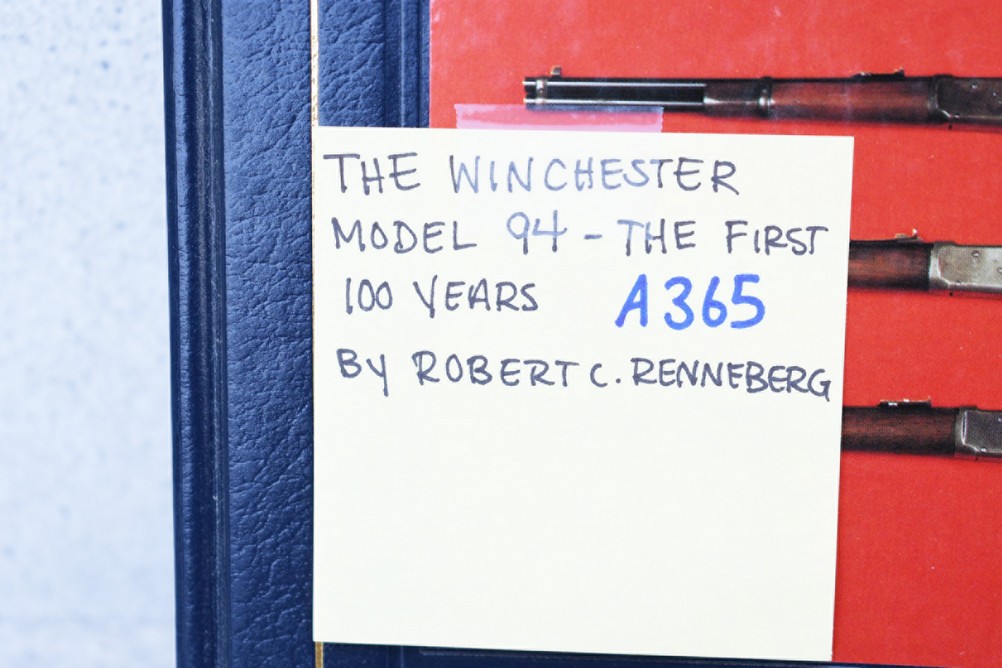 THE WINCHESTER
MODEL 94 - THE FIRST
100 YEARS A365
BY ROBERT C. RENNEBERG